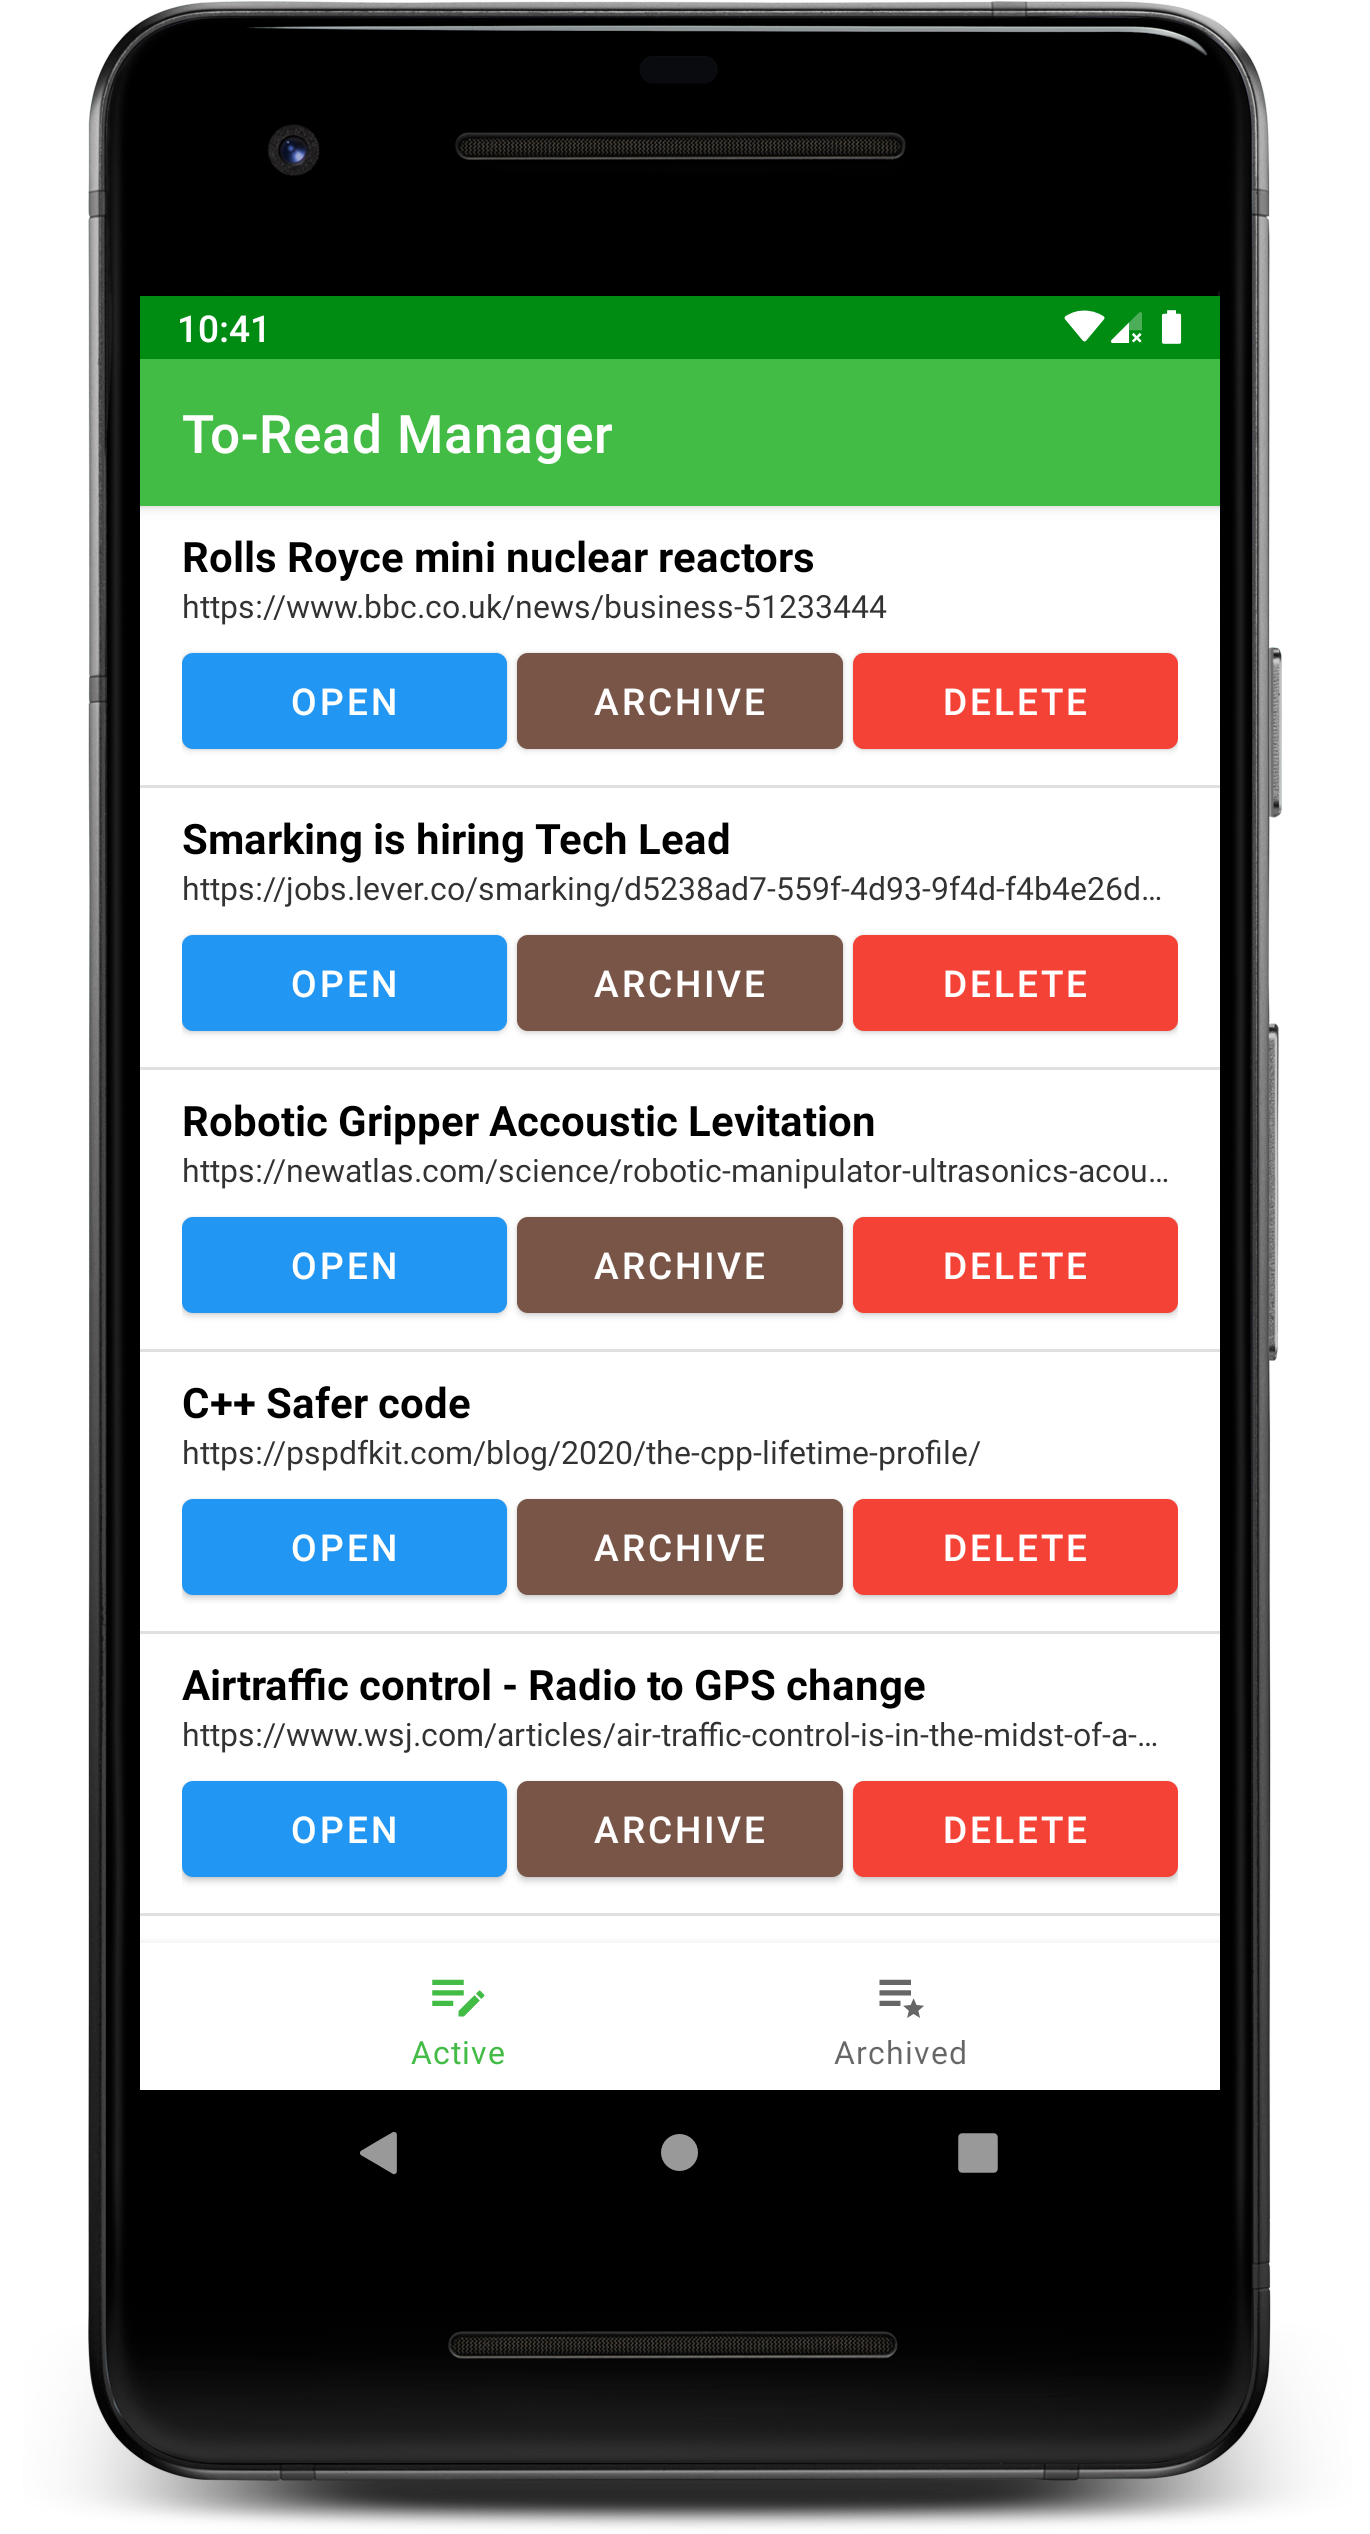 10:41
To-Read Manager
Rolls Royce mini nuclear reactors
https://www.bbc.co.uk/news/business-51233444
OPEN ARCHIVE DELETE
Smarking is hiring Tech Lead
https://jobs.lever.co/smarking/d5238ad7-559f-4d93-9f4d-f4b4e26d...
OPEN ARCHIVE DELETE
Robotic Gripper Accoustic Levitation
https://newatlas.com/science/robotic-manipulator-ultrasonics-acou...
OPEN ARCHIVE DELETE
C++ Safer code
https://pspdfkit.com/blog/2020/the-cpp-lifetime-profile/
OPEN ARCHIVE DELETE
Airtraffic control - Radio to GPS change
https://www.wsj.com/articles/air-traffic-control-is-in-the-midst-of-a-...
OPEN ARCHIVE DELETE
Active Archived